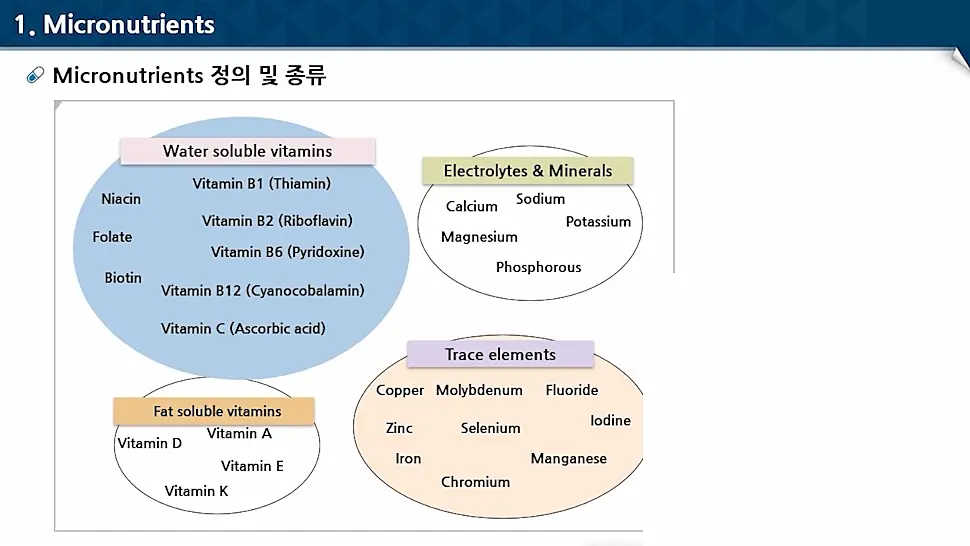 1. Micronutrients
Micronutrients 정의 및 종류
Water soluble vitamins
Vitamin B1 (Thiamin)
Niacin
Vitamin B2 (Riboflavin)
Folate
Vitamin B6 (Pyridoxine)
Biotin
Vitamin B12 (Cyanocobalamin)
Vitamin C (Ascorbic acid)
Electrolytes & Minerals
Calcium
Sodium
Potassium
Magnesium
Phosphorous
Fat soluble vitamins
Vitamin D
Vitamin A
Vitamin E
Vitamin K
Trace elements
Copper Molybdenum Fluoride
Zinc Selenium Iodine
Iron Manganese
Chromium